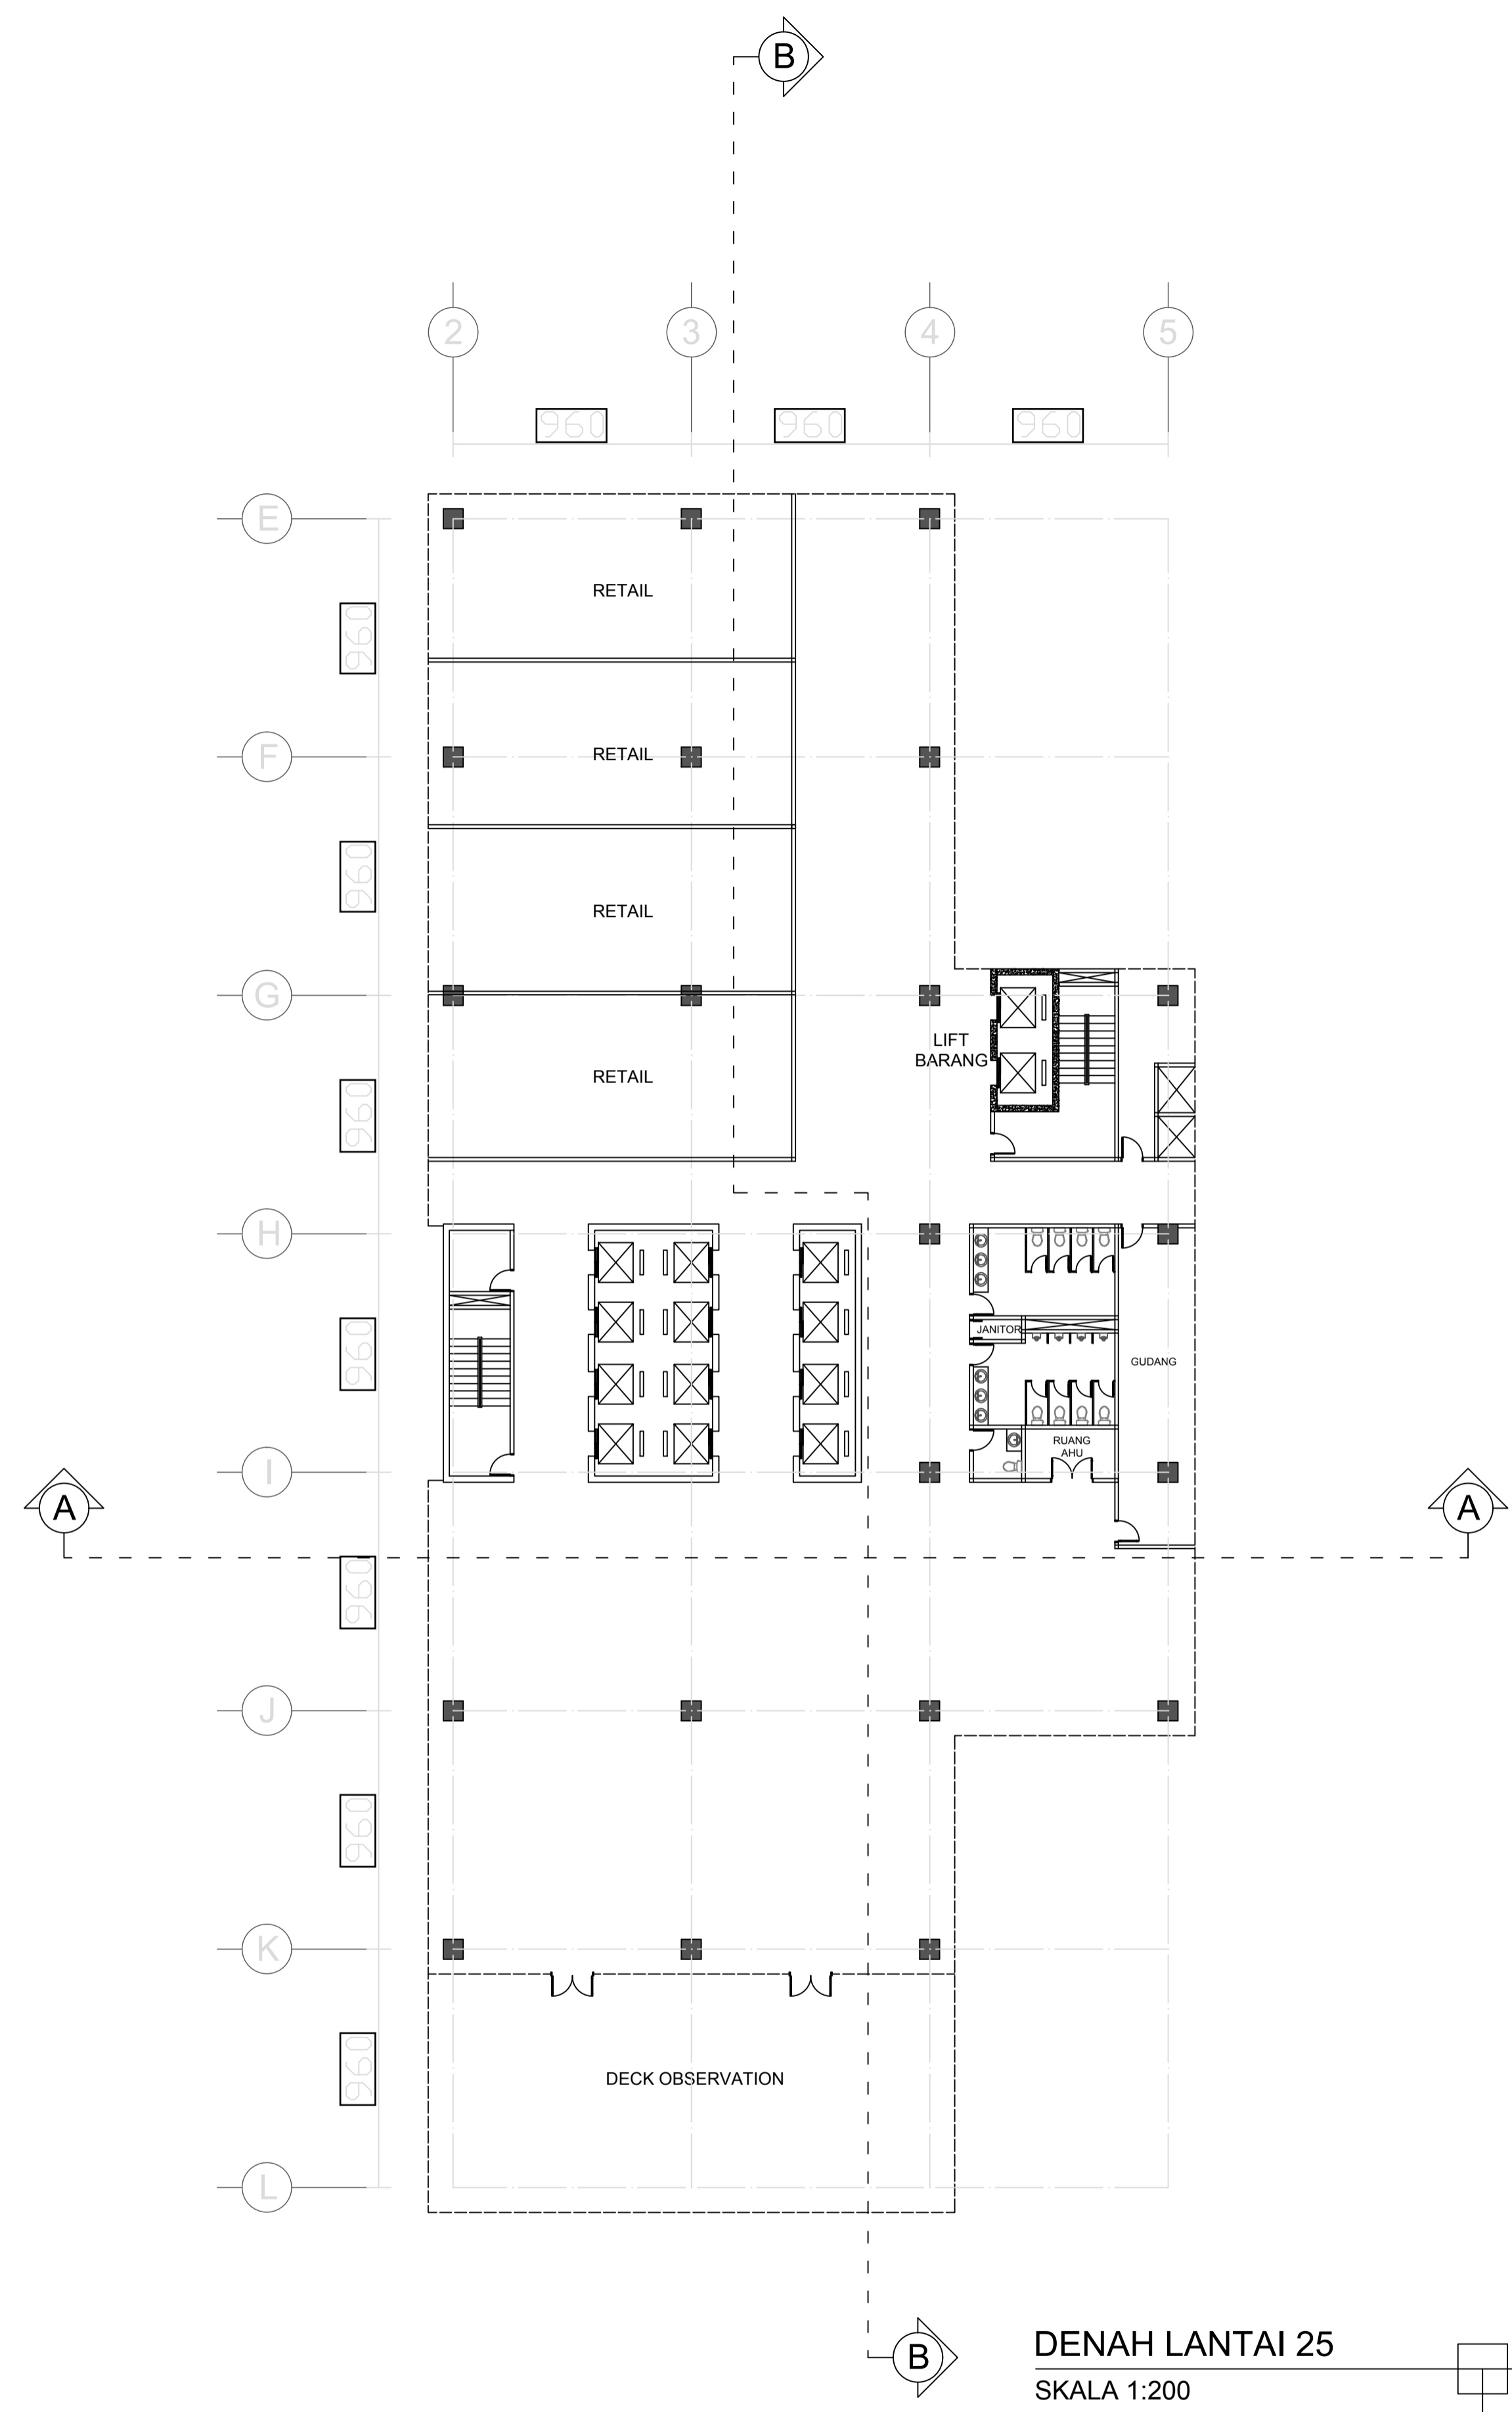 B
2
3
4
5
960
960
960
E
RETAIL
960
F
RETAIL
960
RETAIL
G
LIFT
BARANG
RETAIL
960
H
JANITOR
960
GUDANG
RUANG
AHU
I
A
A
960
J
960
K
DECK OBSERVATION
960
L
B
DENAH LANTAI 25
SKALA 1:200